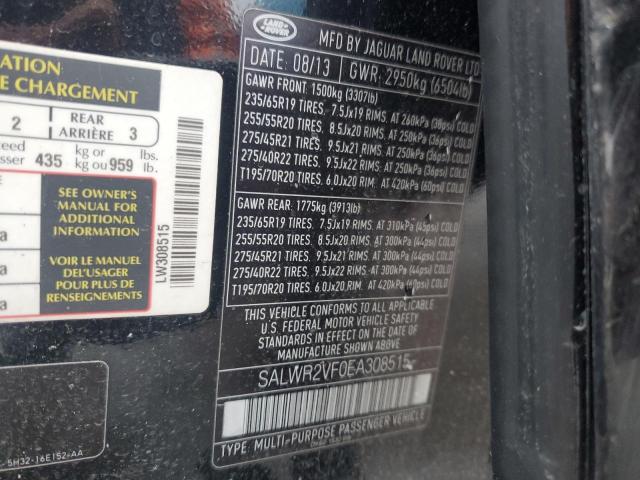 ATION
E CHARGEMENT
2 REAR ARRIÈRE 3
ceed
sser 435 kg or kg ou 959 lbs. lb.
SEE OWNER'S
MANUAL FOR
ADDITIONAL
INFORMATION
VOIR LE MANUEL
DEL'USAGER
POUR PLUS DE
RENSEIGNEMENTS
LW308515
5H32-16E152-AA
LAND ROVER
MFD BY JAGUAR LAND ROVER LTD
DATE: 08/13 GWR: 2950kg (6504lb)
GAWR FRONT 1500kg (3307lb)
235/65R19 TIRES. 7.5Jx19 RIMS. AT 260kPa (38psi) COLD
255/55R20 TIRES. 8.5Jx20 RIMS. AT 250kPa (36psi) COLD
275/45R21 TIRES. 9.5Jx21 RIMS. AT 250kPa (36psi) COLD
275/40R22 TIRES. 9.5Jx22 RIMS. AT 250kPa (36psi) COLD
T195/70R20 TIRES. 6.0Jx20 RIM. AT 420kPa (60psi) COLD
GAWR REAR. 1775kg (3913lb)
235/65R19 TIRES. 7.5Jx19 RIMS. AT 310kPa (45psi) COLD
255/55R20 TIRES. 8.5Jx20 RIMS. AT 300kPa (44psi) COLD
275/45R21 TIRES. 9.5Jx21 RIMS. AT 300kPa (44psi) COLD
275/40R22 TIRES. 9.5Jx22 RIMS. AT 300kPa (44psi) COLD
T195/70R20 TIRES. 6.0Jx20 RIM. AT 420kPa (60psi) COLD
THIS VEHICLE CONFORMS TO ALL APPLICABLE
U.S. FEDERAL MOTOR VEHICLE SAFETY
STANDARDS IN EFFECT ON THE DATE OF
MANUFACTURE SHOWN ABOVE.
SALWR2VF0EA308515
TYPE: MULTI-PURPOSE PASSENGER VEHICLE